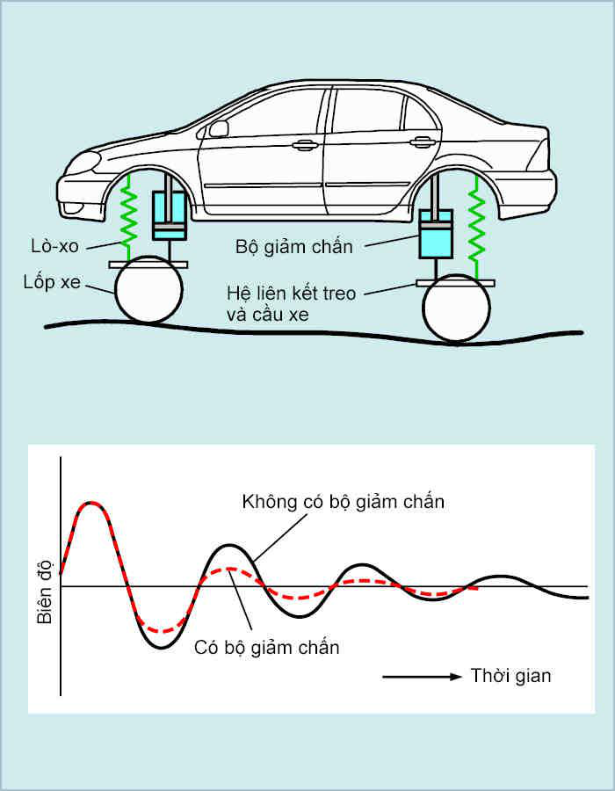 Lò-xo
Bộ giảm chấn
Lốp xe
Hệ liên kết treo
và cầu xe
Không có bộ giảm chấn
Biên độ
Có bộ giảm chấn
Thời gian